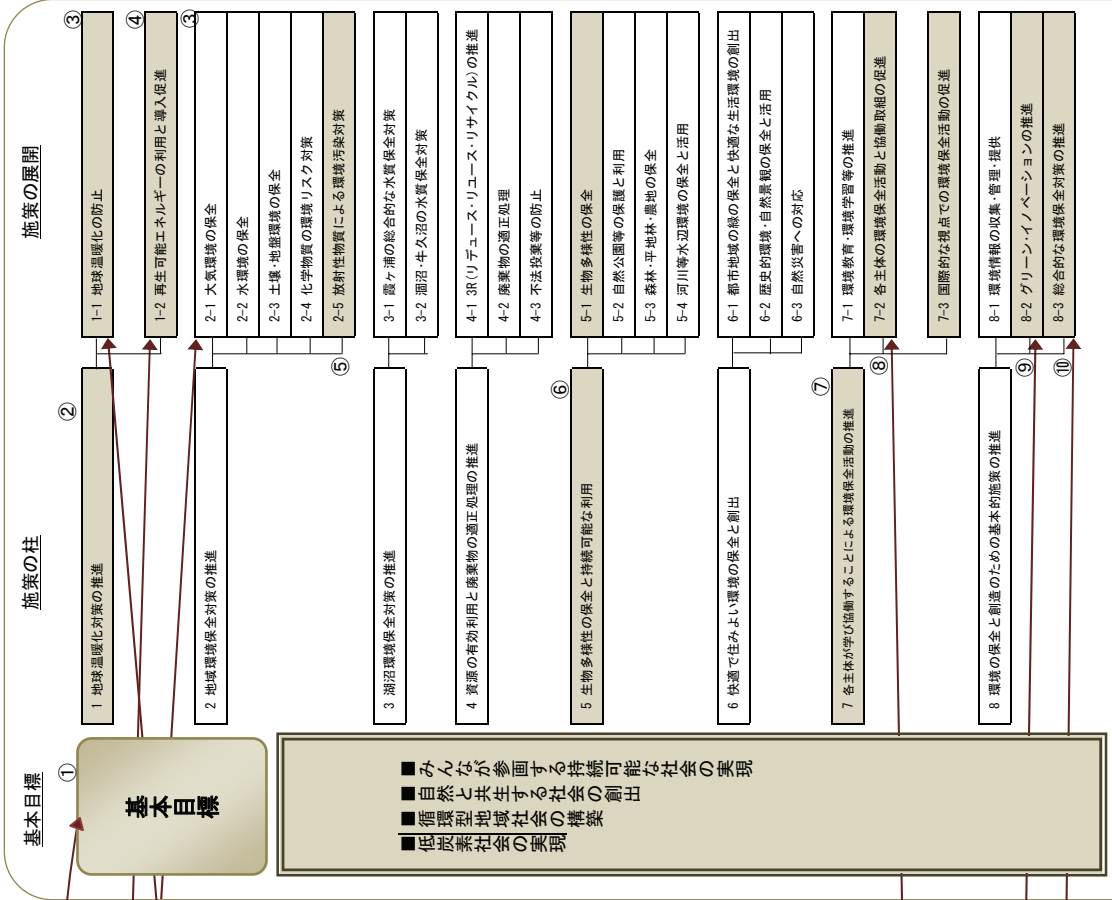 基本目標
施策の柱
施策の展開
①
基本目標
■低炭素社会の実現
■循環型地域社会の構築
■自然と共生する社会の創出
■みんなが参画する持続可能な社会の実現
②
1 地球温暖化対策の推進
③
1-1 地球温暖化の防止
④
1-2 再生可能エネルギーの利用と導入促進
2 地域環境保全対策の推進
③
2-1 大気環境の保全
2-2 水環境の保全
2-3 土壌・地盤環境の保全
2-4 化学物質の環境リスク対策
⑤
2-5 放射性物質による環境汚染対策
3 湖沼環境保全対策の推進
3-1 霞ヶ浦の総合的な水質保全対策
3-2 涸沼・牛久沼の水質保全対策
4 資源の有効利用と廃棄物の適正処理の推進
4-1 3R(リデュース・リユース・リサイクル)の推進
4-2 廃棄物の適正処理
4-3 不法投棄等の防止
⑥
5 生物多様性の保全と持続可能な利用
5-1 生物多様性の保全
5-2 自然公園等の保護と利用
5-3 森林・平地林・農地の保全
5-4 河川等水辺環境の保全と活用
6 快適で住みよい環境の保全と創出
6-1 都市地域の緑の保全と快適な生活環境の創出
6-2 歴史的環境・自然景観の保全と活用
6-3 自然災害への対応
⑦
7 各主体が学び協働することによる環境保全活動の推進
7-1 環境教育・環境学習等の推進
⑧
7-2 各主体の環境保全活動と協働取組の促進
7-3 国際的な視点での環境保全活動の促進
8 環境の保全と創造のための基本的施策の推進
8-1 環境情報の収集・管理・提供
⑨
8-2 グリーン・イノベーションの推進
⑩
8-3 総合的な環境保全対策の推進